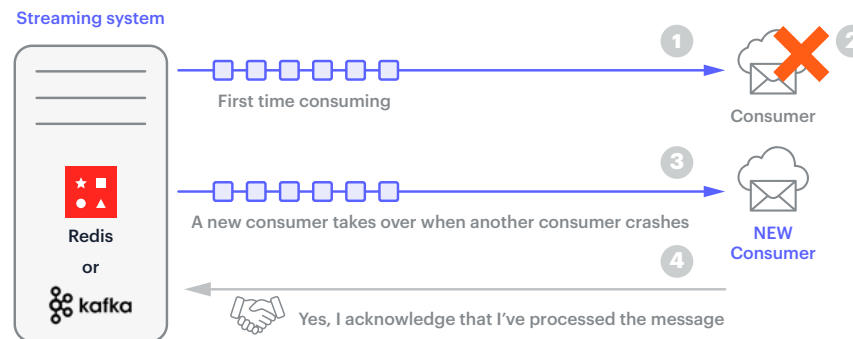 Streaming system
1
2
First time consuming
Consumer
3
A new consumer takes over when another consumer crashes
Redis
or
kafka
NEW
Consumer
4
Yes, I acknowledge that I've processed the message